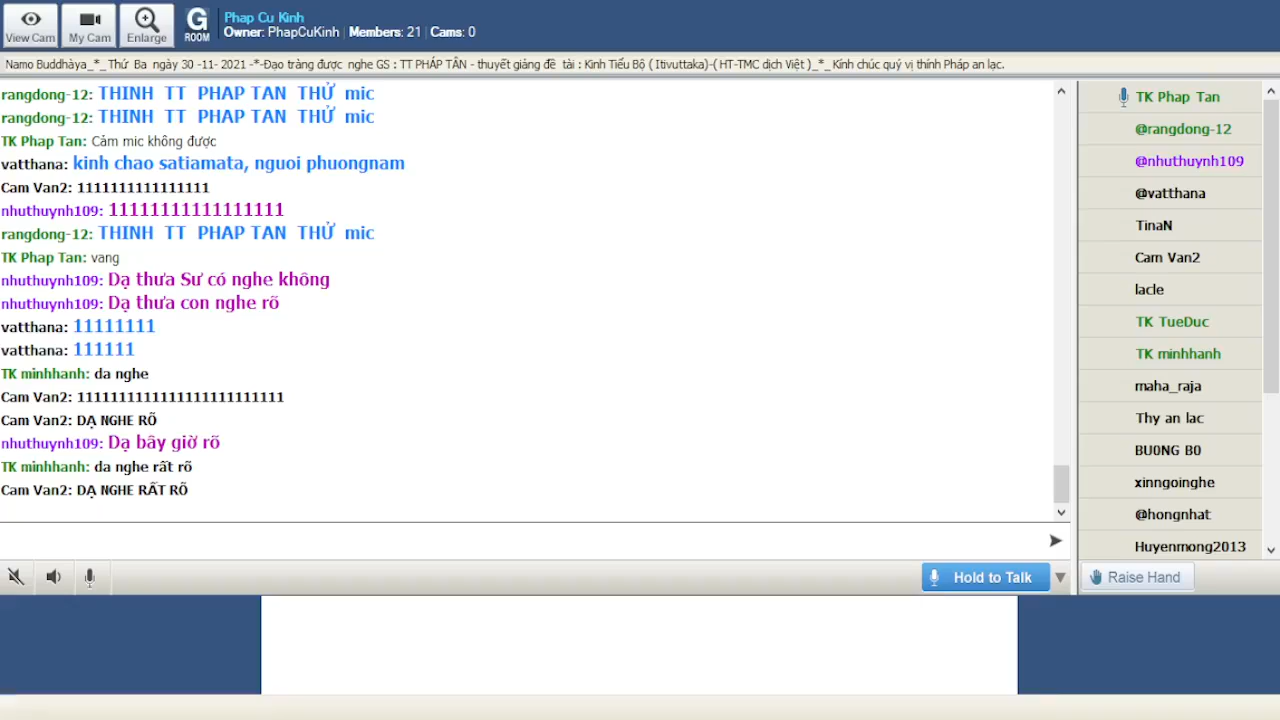 View Cam
My Cam
Enlarge
G
ROOM
Phap Cu Kinh
Owner: PhapCuKinh | Members: 21 | Cams: 0
Namo Buddhàya_*_Thứ Ba ngày 30 -11- 2021 -*-Đạo tràng được nghe GS : TT PHÁP TÂN - thuyết giảng đề tài : Kinh Tiểu Bộ ( Itivuttaka)-( HT-TMC dịch Việt )_*_ Kính chúc quý vị thính Pháp an lạc.
rangdong-12: THINH TT PHAP TAN THỬ mic
rangdong-12: THINH TT PHAP TAN THỬ mic
TK Phap Tan: Cảm mic không được
vatthana: kinh chao satiamata, nguoi phuongnam
Cam Van2: 1111111111111111
nhuthuynh109: 11111111111111111
rangdong-12: THINH TT PHAP TAN THỬ mic
TK Phap Tan: vang
nhuthuynh109: Dạ thưa Sư có nghe không
nhuthuynh109: Dạ thưa con nghe rõ
vatthana: 11111111
vatthana: 111111
TK minhhanh: da nghe
Cam Van2: 1111111111111111111111111
Cam Van2: DẠ NGHE RÕ
nhuthuynh109: Dạ bây giờ rõ
TK minhhanh: da nghe rất rõ
Cam Van2: DẠ NGHE RẤT RÕ
TK Phap Tan
@rangdong-12
@nhuthuynh109
@vatthana
TinaN
Cam Van2
lacle
TK TueDuc
TK minhhanh
maha_raja
Thy an lac
BU0NG B0
xinngoinghe
@hongnhat
Huyenmong2013
Hold to Talk
Raise Hand